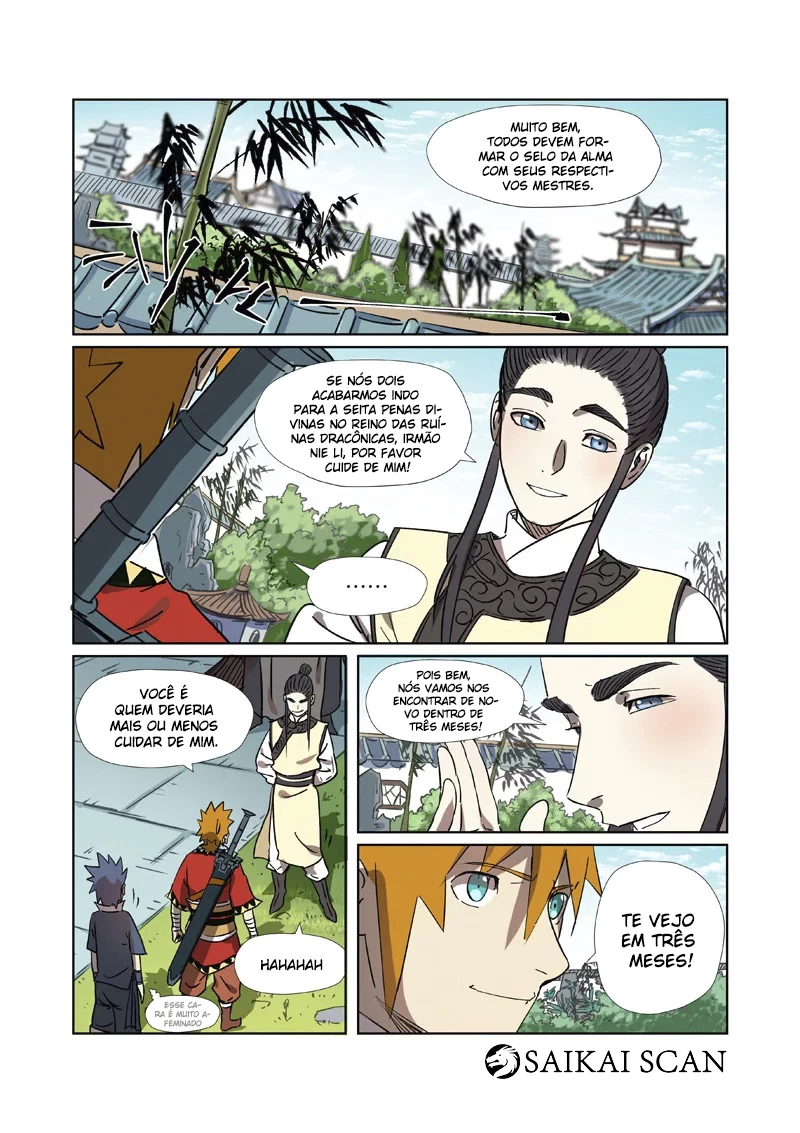 MUITO BEM,
TODOS DEVEM FOR-
MAR O SELO DA ALMA
COM SEUS RESPECTI-
VOS MESTRES.
SE NÓS DOIS
ACABARMOS INDO
PARA A SEITA PENAS DI-
VINAS NO REINO DAS RUÍ-
NAS DRACÔNICAS, IRMÃO
NIE LI, POR FAVOR
CUIDE DE MIM!
......
VOCÊ É
QUEM DEVERIA
MAIS OU MENOS
CUIDAR DE MIM.
HAHAHAH
ESSE CA-
RA É MUITO A-
FEMINADO
POIS BEM,
NÓS VAMOS NOS
ENCONTRAR DE NO-
VO DENTRO DE
TRÊS MESES!
TE VEJO
EM TRÊS
MESES!
SAIKAI SCAN